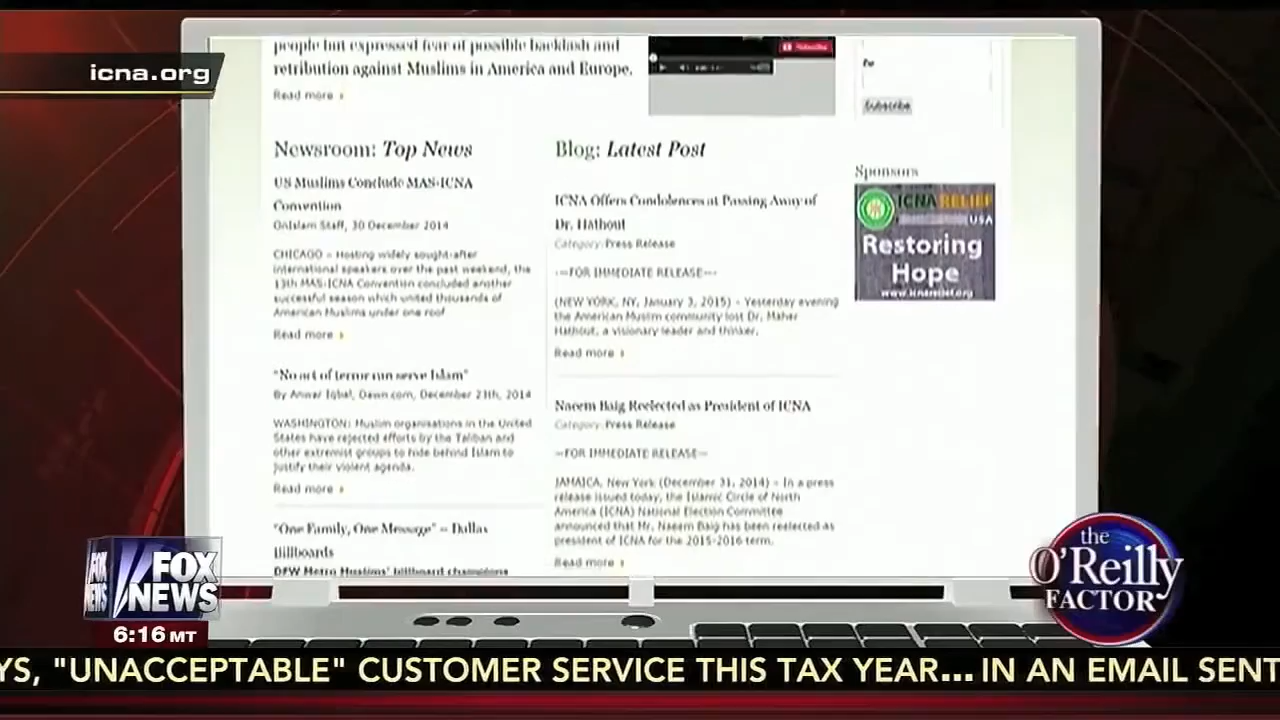 icna.org
people but expressed fear of possible backlash and
retribution against Muslims in America and Europe.
Read more
Subscribe
Subscribe
Newsroom: Top News
US Muslims Conclude MAS-ICNA
Convention
OnIslam Staff, 30 December 2014
CHICAGO – Hosting widely sought-after
international speakers over the past weekend, the
13th MAS-ICNA Convention concluded another
successful season which united thousands of
American Muslims under one roof
Read more
"No act of terror can serve Islam"
By Anwar Iqbal, Dawn.com, December 21th, 2014
WASHINGTON: Muslim organisations in the United
States have rejected efforts by the Taliban and
other extremist groups to hide behind Islam to
justify their violent agenda.
Read more
"One Family, One Message" – Dallas
Billboards
DFW Metro Muslims' billboard champions
Blog: Latest Post
ICNA Offers Condolences at Passing Away of
Dr. Hathout
Category: Press Release
—FOR IMMEDIATE RELEASE—
(NEW YORK, NY, January 3, 2015) – Yesterday evening
the American Muslim community lost Dr. Maher
Hathout, a visionary leader and thinker.
Read more
Naeem Baig Reelected as President of ICNA
Category: Press Release
—FOR IMMEDIATE RELEASE—
JAMAICA, New York (December 31, 2014) – In a press
release issued today, the Islamic Circle of North
America (ICNA) National Election Committee
announced that Mr. Naeem Baig has been reelected as
president of ICNA for the 2015-2016 term.
Read more
Sponsors
ICNA RELIEF
USA
Restoring
Hope
www.icnarelief.org
FOX
NEWS
FOX
NEWS
6:16 MT
the
O'Reilly
FACTOR
YS, "UNACCEPTABLE" CUSTOMER SERVICE THIS TAX YEAR... IN AN EMAIL SENT